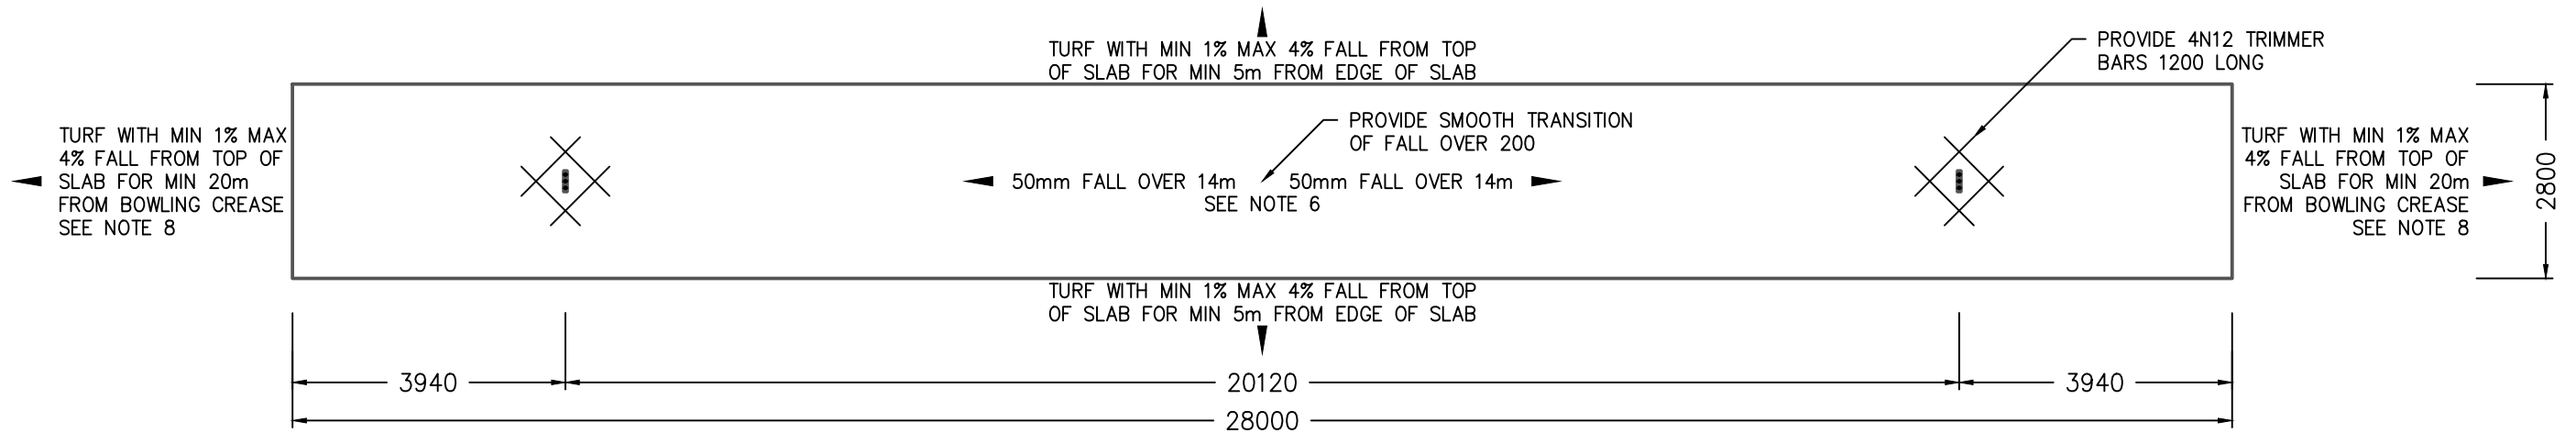 TURF WITH MIN 1% MAX 4% FALL FROM TOP
OF SLAB FOR MIN 5m FROM EDGE OF SLAB
PROVIDE 4N12 TRIMMER
BARS 1200 LONG
TURF WITH MIN 1% MAX
4% FALL FROM TOP OF
SLAB FOR MIN 20m
FROM BOWLING CREASE
SEE NOTE 8
PROVIDE SMOOTH TRANSITION
OF FALL OVER 200
50mm FALL OVER 14m
50mm FALL OVER 14m
SEE NOTE 6
TURF WITH MIN 1% MAX
4% FALL FROM TOP OF
SLAB FOR MIN 20m
FROM BOWLING CREASE
SEE NOTE 8
2800
TURF WITH MIN 1% MAX 4% FALL FROM TOP
OF SLAB FOR MIN 5m FROM EDGE OF SLAB
3940
20120
3940
28000